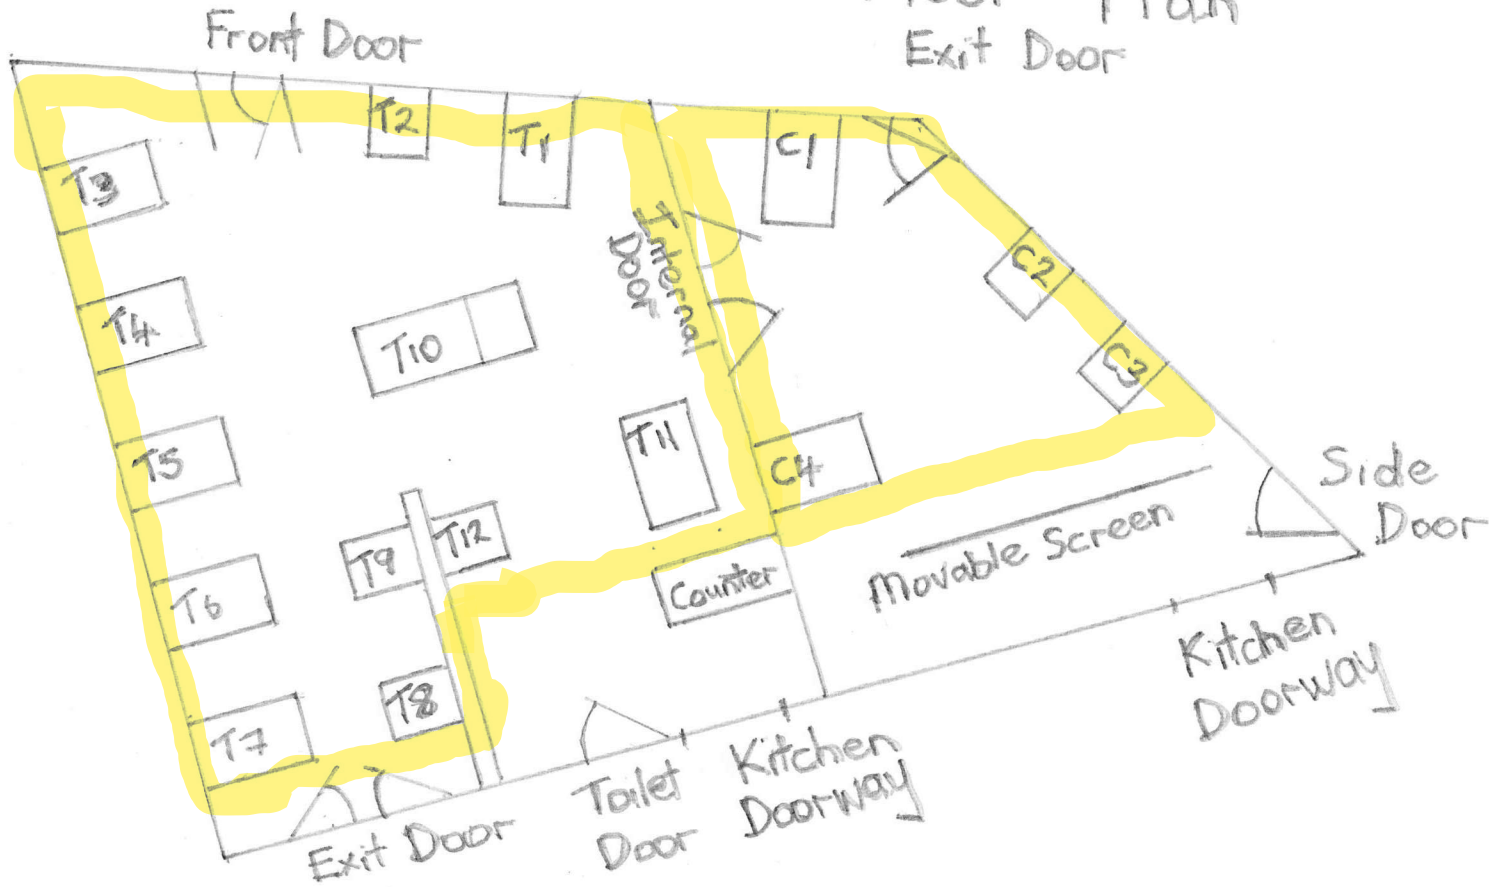 Front Door
Exit Door
T2
T1
C1
T3
Internal
Door
C2
T4
T10
C3
T11
T5
C4
Side
Door
T12
T9
Movable Screen
Counter
T6
T8
T7
Kitchen
Doorway
Kitchen
Doorway
Toilet
Door
Exit Door